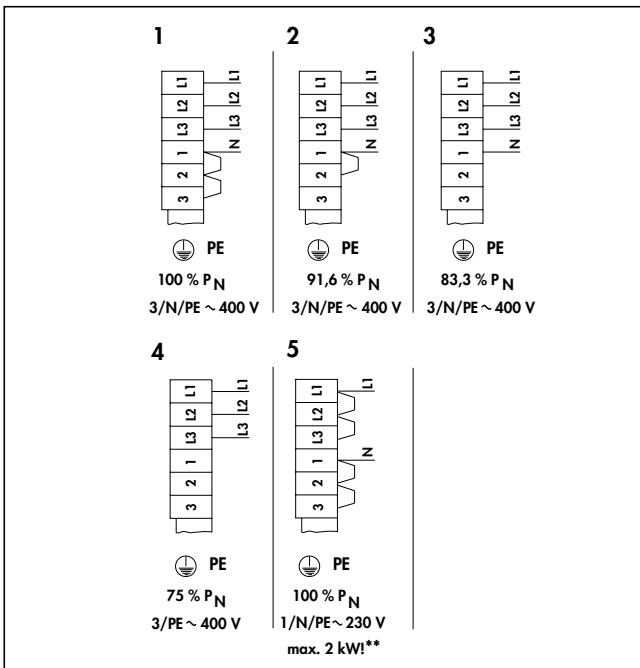 1
L1 L1
L2 L2
L3 L3
1 N
2
3
PE
100 % PN
3/N/PE ~ 400 V
2
L1 L1
L2 L2
L3 L3
1 N
2
3
PE
91,6 % PN
3/N/PE ~ 400 V
3
L1 L1
L2 L2
L3 L3
1 N
2
3
PE
83,3 % PN
3/N/PE ~ 400 V
4
L1 L1
L2 L2
L3 L3
1
2
3
PE
75 % PN
3/PE ~ 400 V
5
L1 L1
L2
L3
1 N
2
3
PE
100 % PN
1/N/PE~ 230 V
max. 2 kW!**